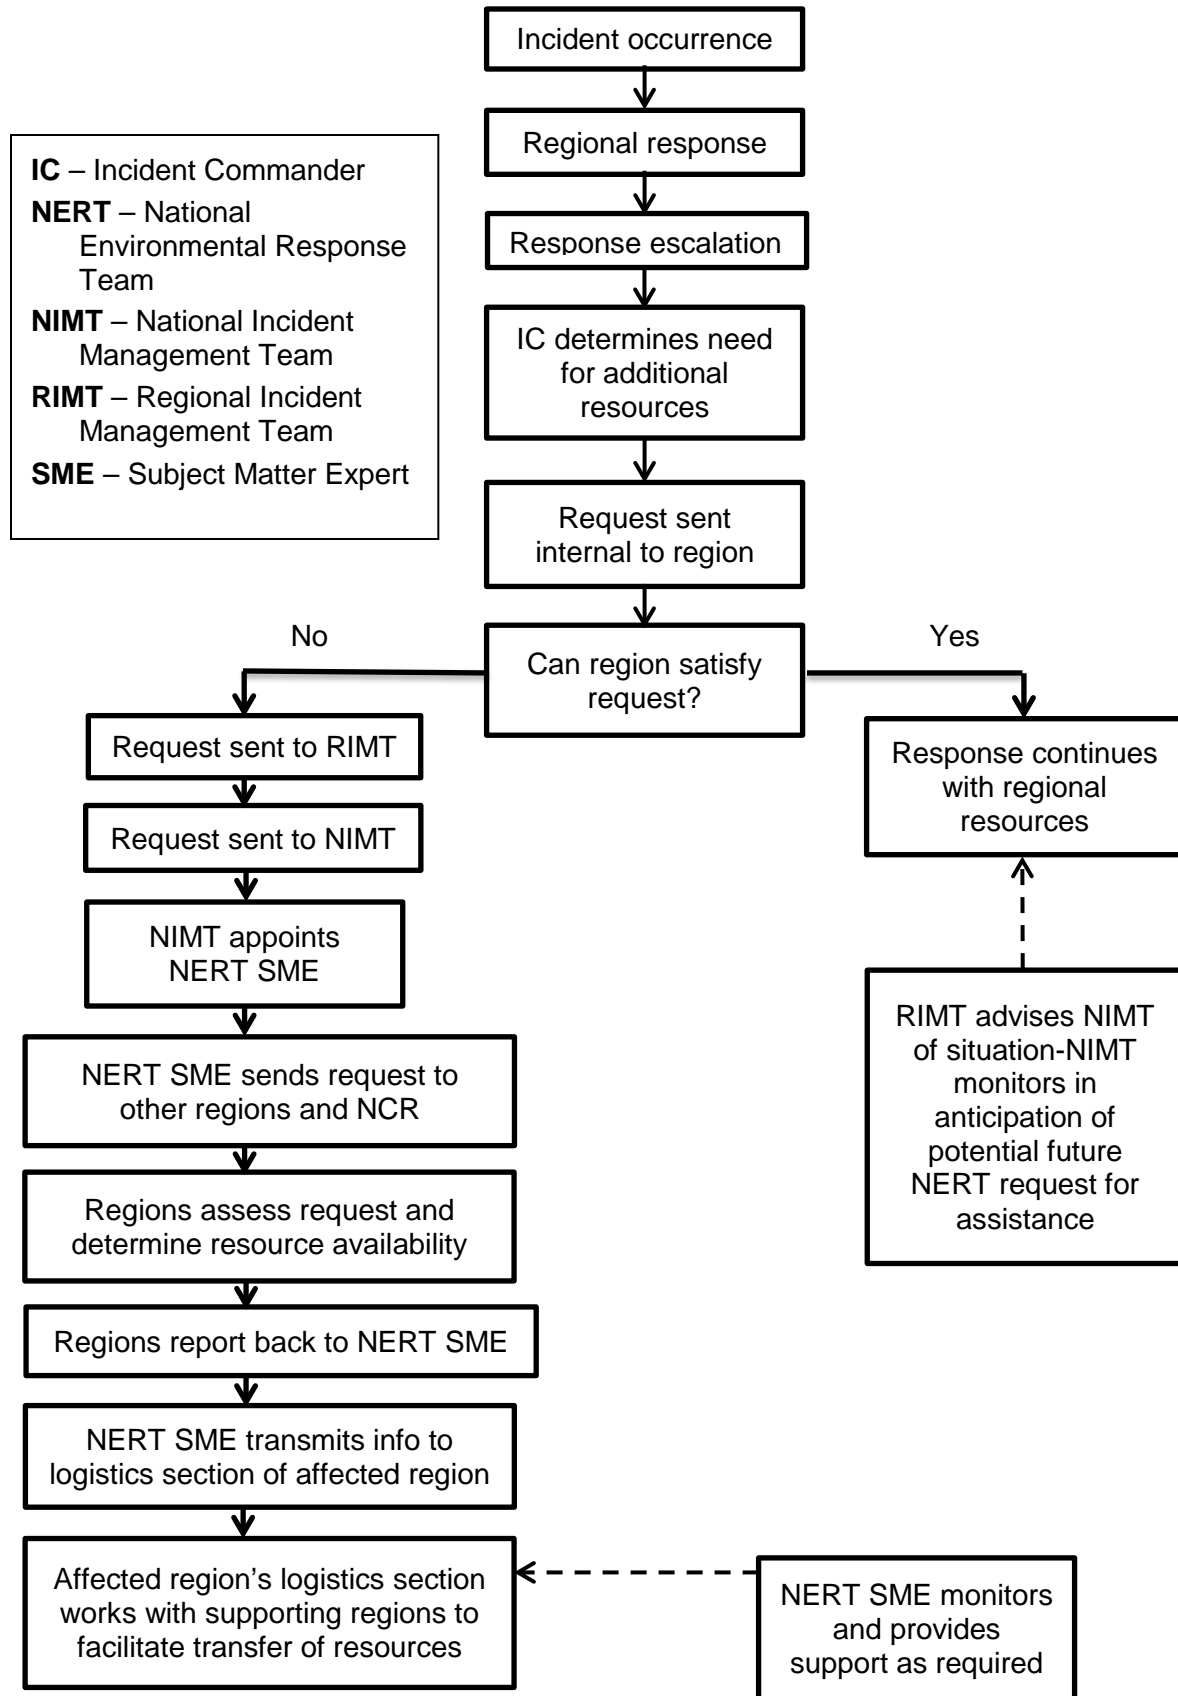 Incident occurrence
Regional response
IC – Incident Commander
NERT – National
Environmental Response
Team
NIMT – National Incident
Management Team
RIMT – Regional Incident
Management Team
SME – Subject Matter Expert
Response escalation
IC determines need
for additional
resources
Request sent
internal to region
Can region satisfy
request?
No
Yes
Request sent to RIMT
Request sent to NIMT
NIMT appoints
NERT SME
NERT SME sends request to
other regions and NCR
Regions assess request and
determine resource availability
Regions report back to NERT SME
NERT SME transmits info to
logistics section of affected region
Affected region’s logistics section
works with supporting regions to
facilitate transfer of resources
Response continues
with regional
resources
RIMT advises NIMT
of situation-NIMT
monitors in
anticipation of
potential future
NERT request for
assistance
NERT SME monitors
and provides
support as required